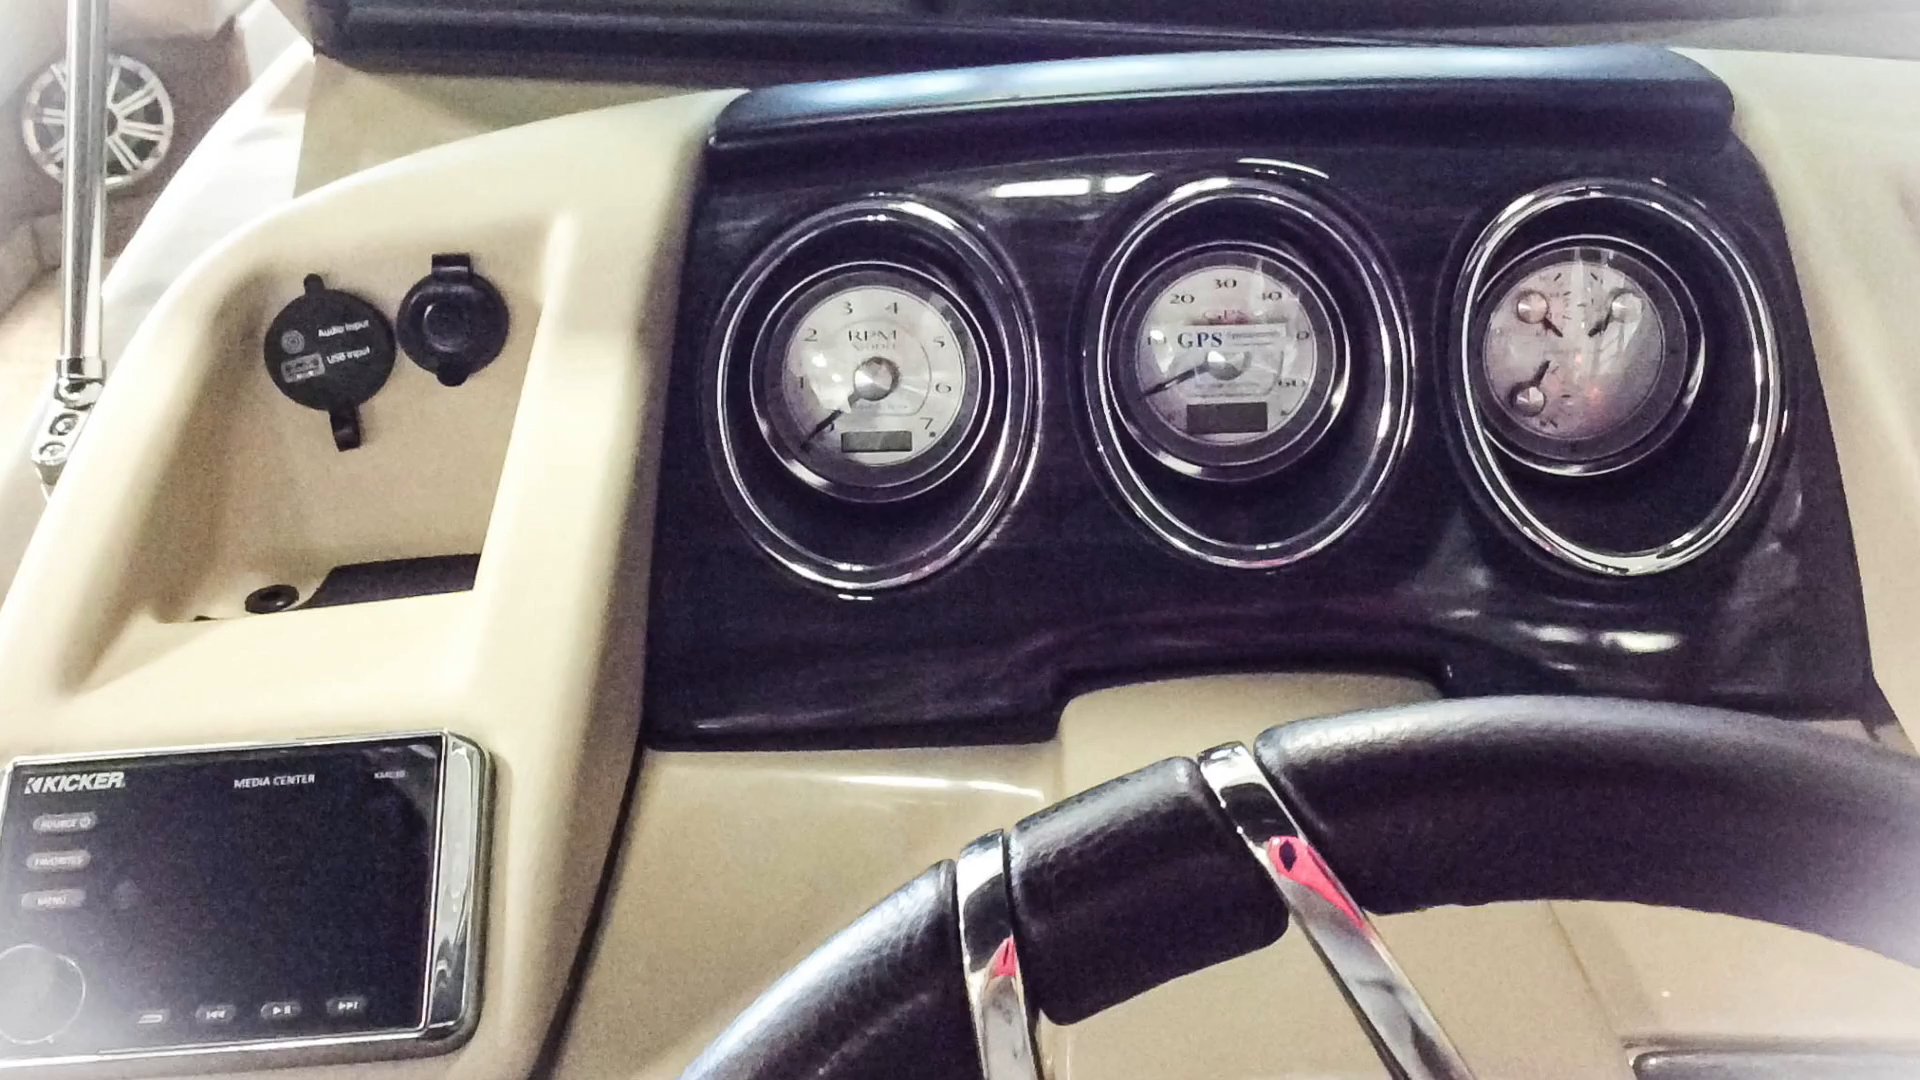 Audio Input
USB Input
3 4
2 5
RPM
1 6
7
30
20 40
GPS
GPS
60
KICKER
MEDIA CENTER
SOURCE
FAVORITES
MENU